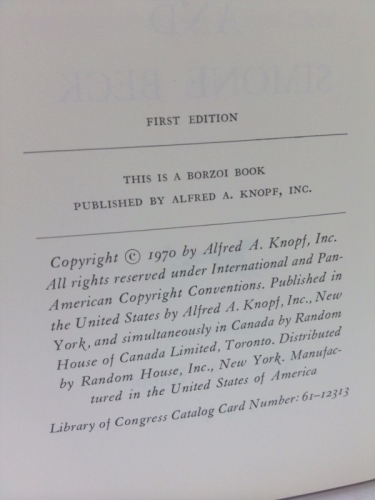 AND
SIMONE BECK
FIRST EDITION
THIS IS A BORZOI BOOK
PUBLISHED BY ALFRED A. KNOPF, INC.
Copyright © 1970 by Alfred A. Knopf, Inc.
All rights reserved under International and Pan-
American Copyright Conventions. Published in
the United States by Alfred A. Knopf, Inc., New
York, and simultaneously in Canada by Random
House of Canada Limited, Toronto. Distributed
by Random House, Inc., New York. Manufac-
tured in the United States of America
Library of Congress Catalog Card Number: 61-12313